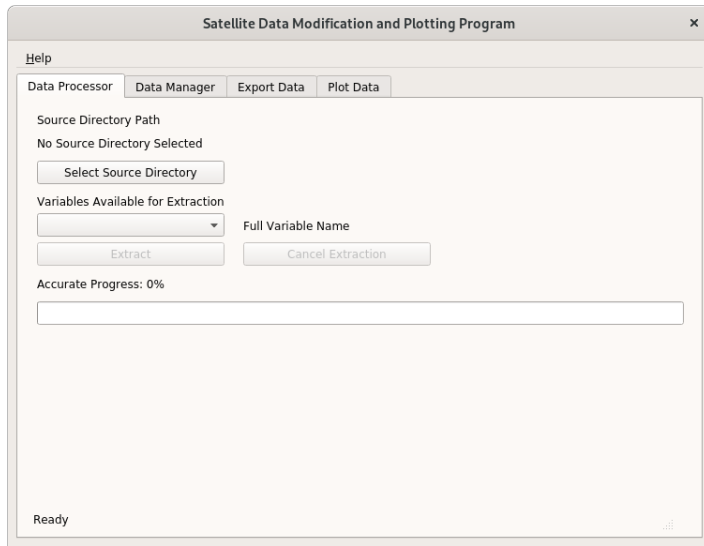 Satellite Data Modification and Plotting Program ×
Help
Data Processor Data Manager Export Data Plot Data
Source Directory Path
No Source Directory Selected
Select Source Directory
Variables Available for Extraction
Full Variable Name
Extract Cancel Extraction
Accurate Progress: 0%
Ready